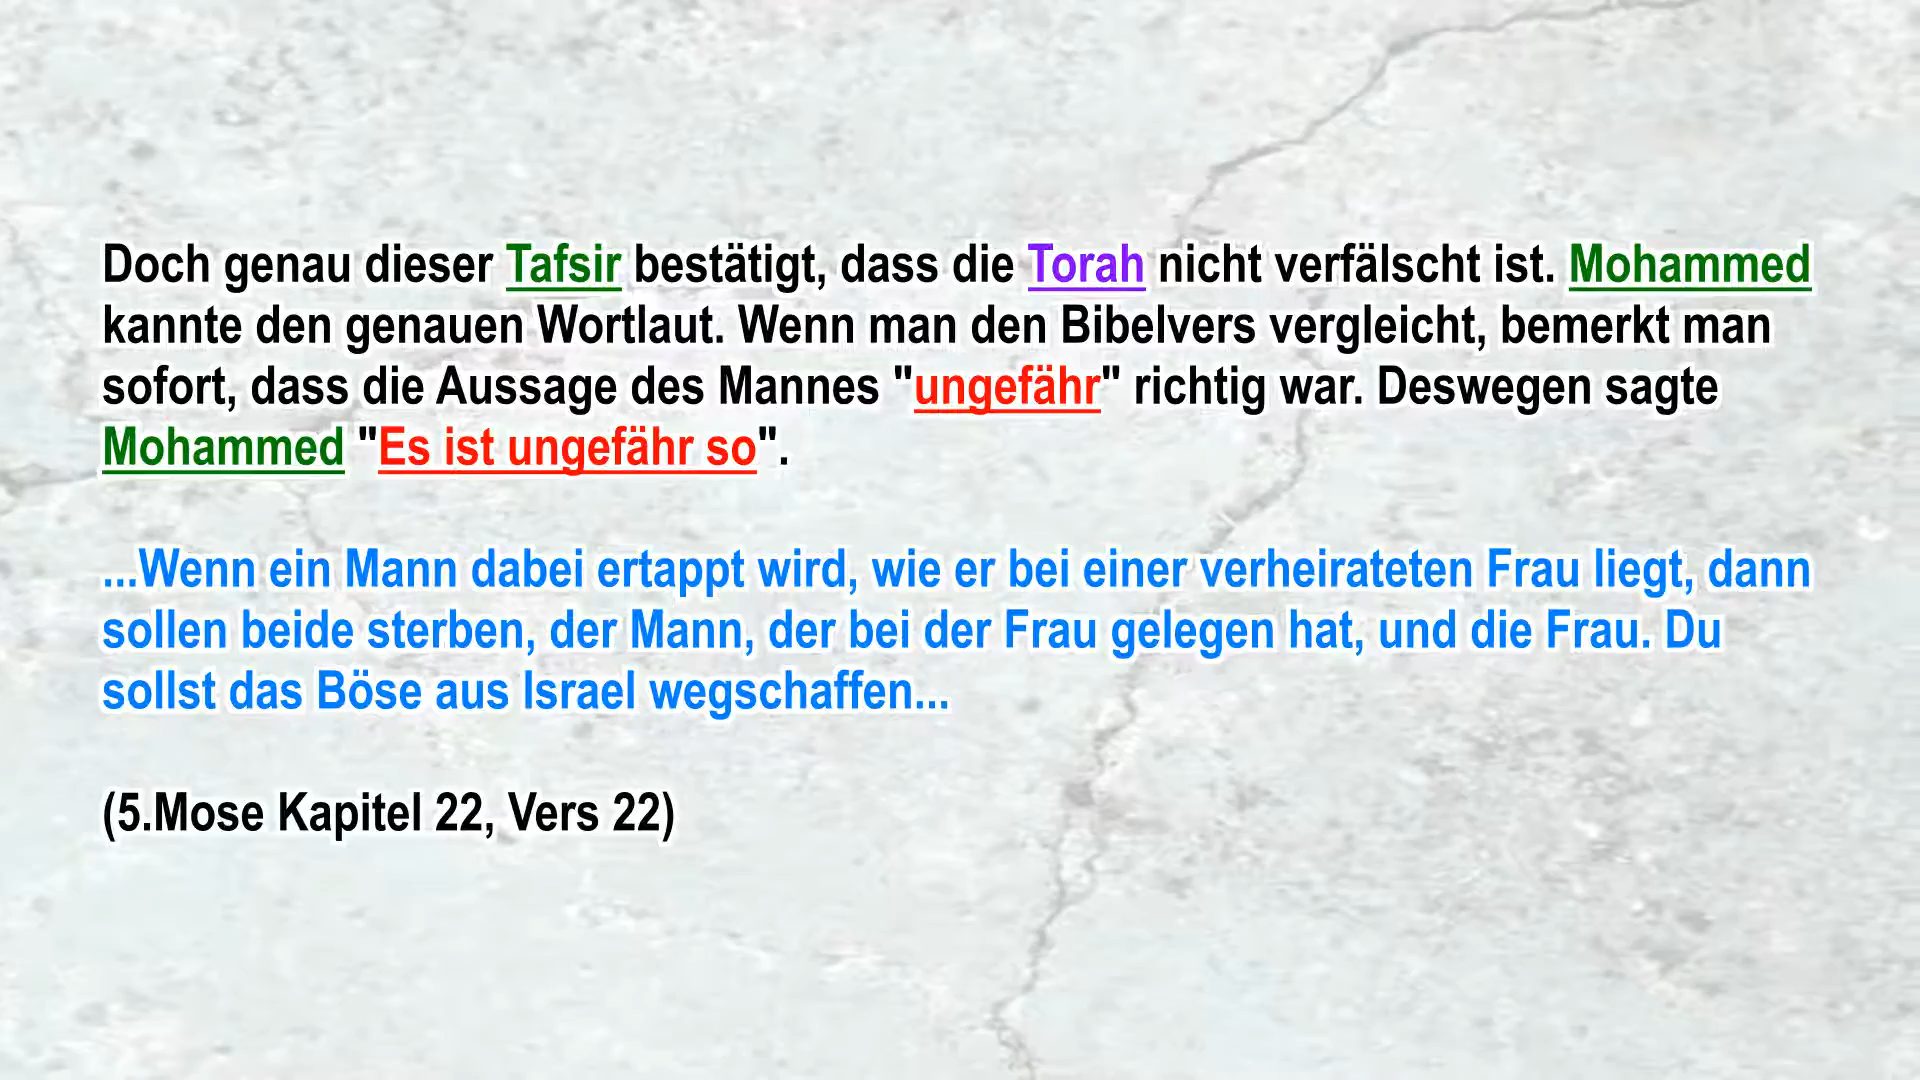 Doch genau dieser Tafsir bestätigt, dass die Torah nicht verfälscht ist. Mohammed
kannte den genauen Wortlaut. Wenn man den Bibelvers vergleicht, bemerkt man
sofort, dass die Aussage des Mannes "ungefähr" richtig war. Deswegen sagte
Mohammed "Es ist ungefähr so".
...Wenn ein Mann dabei ertappt wird, wie er bei einer verheirateten Frau liegt, dann
sollen beide sterben, der Mann, der bei der Frau gelegen hat, und die Frau. Du
sollst das Böse aus Israel wegschaffen...
(5.Mose Kapitel 22, Vers 22)